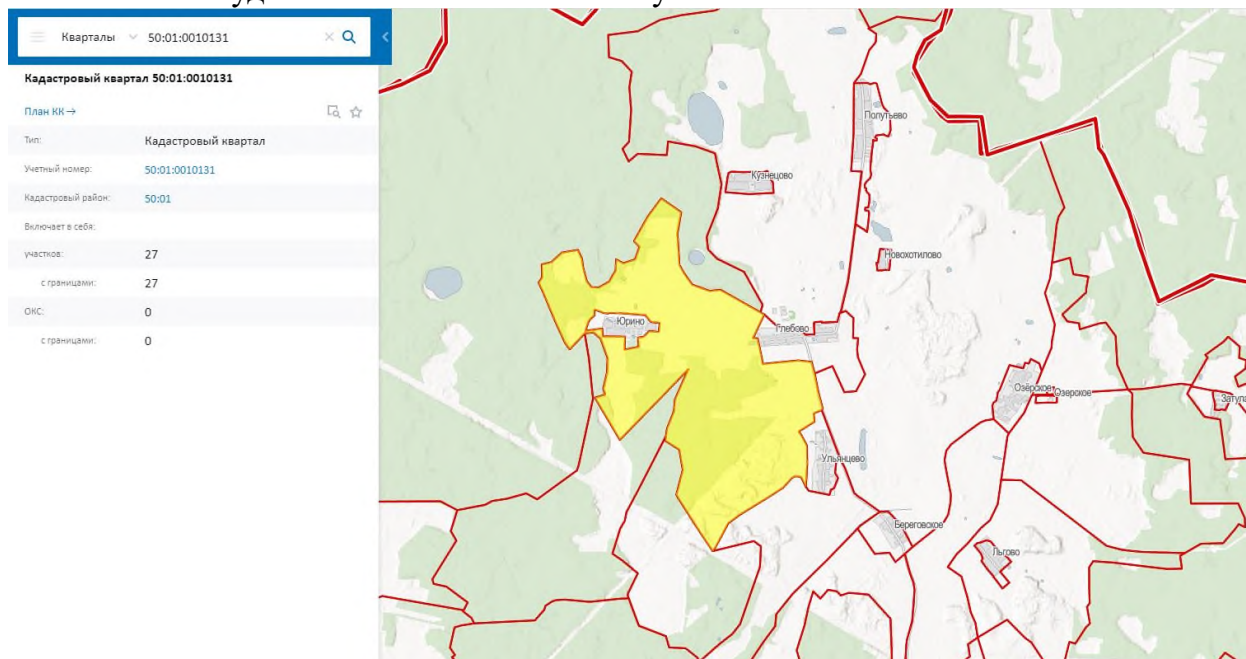 Кварталы 50:01:0010131
Кадастровый квартал 50:01:0010131
План КК →
Тип: Кадастровый квартал
Учетный номер: 50:01:0010131
Кадастровый район: 50:01
Включает в себя:
участков: 27
с границами: 27
ОКС: 0
с границами: 0
Полутьево
Кузнецово
Новохотилово
Юрино
Глебово
Озёрское
Озерское
Затула
Ульянцево
Береговское
Льгово